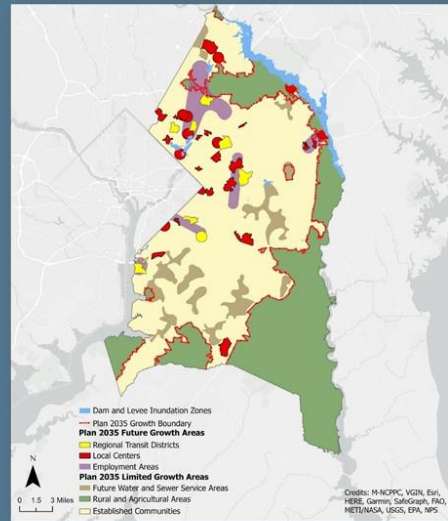 Dam and Levee Inundation Zones
Plan 2035 Growth Boundary
Plan 2035 Future Growth Areas
Regional Transit Districts
Local Centers
Employment Areas
Plan 2035 Limited Growth Areas
Future Water and Sewer Service Areas
Rural and Agricultural Areas
Established Communities
N
0 1.5 3 Miles
Credits: M-NCPPC, VGIN, Esri,
HERE, Garmin, SafeGraph, FAO,
METI/NASA, USGS, EPA, NPS